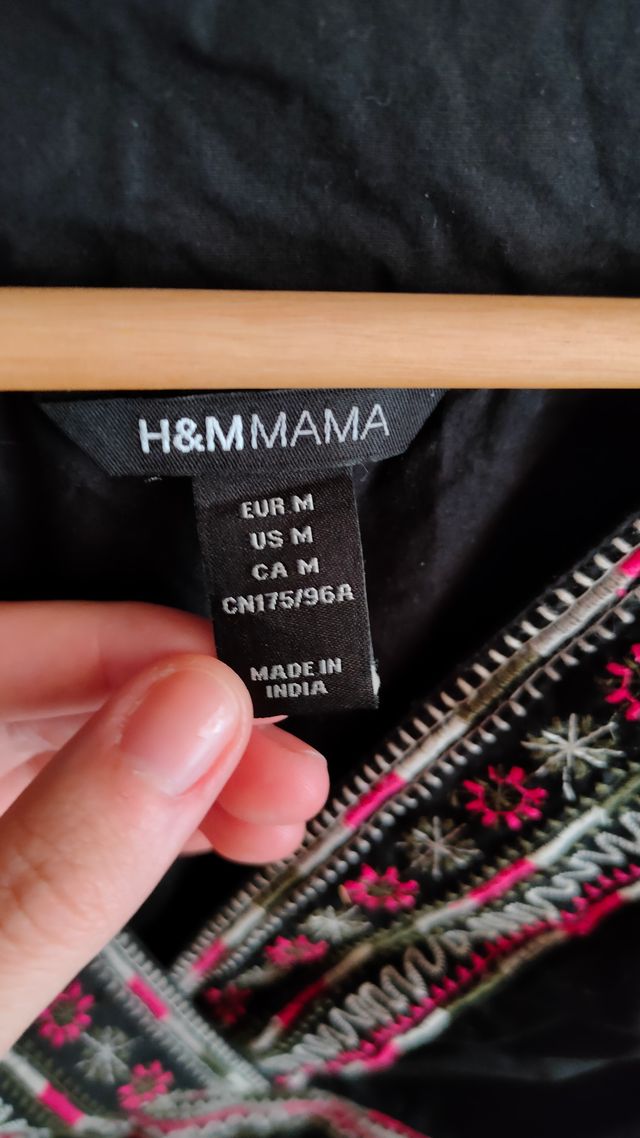 H&MMAMA
EUR M
US M
CA M
CN175/96A
MADE IN
INDIA